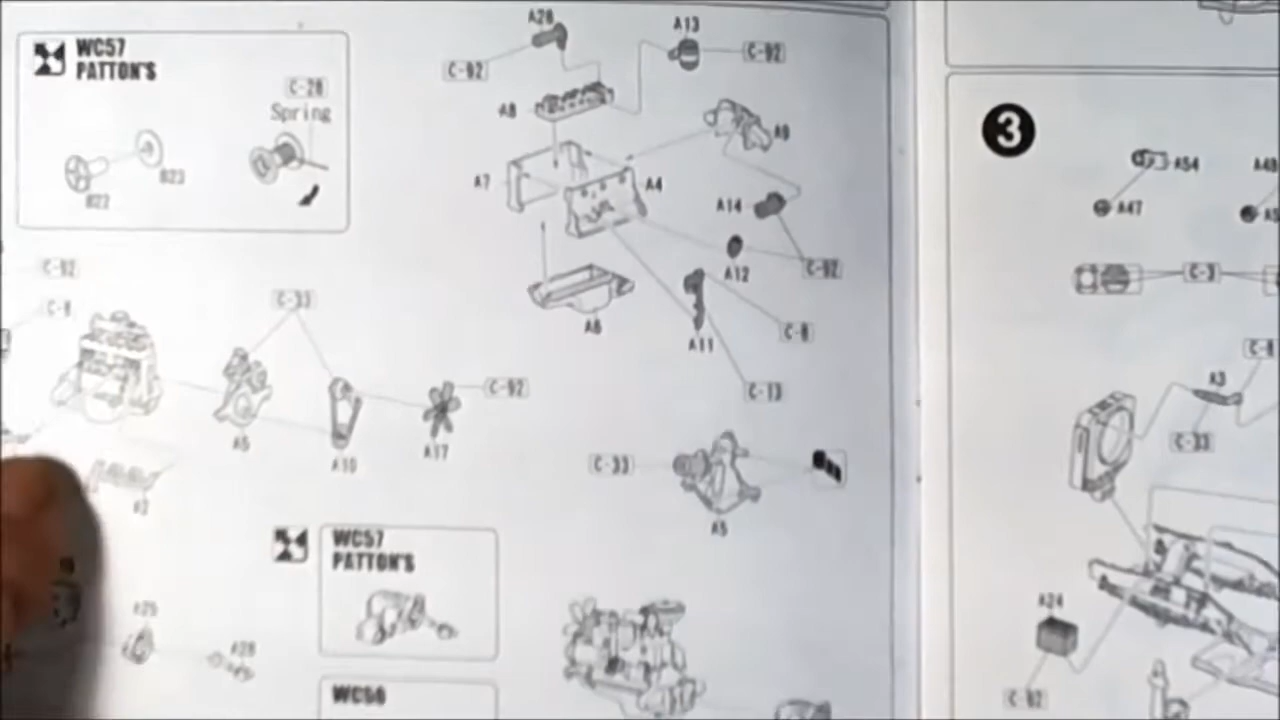 WC57
PATTON'S
C-28
Spring
B23
B22
A28
A13
C-92
C-92
A8
A9
A7
A4
A14
A12
C-92
A6
A11
C-8
C-13
C-92
C-8
C-33
C-92
A5
A10
A17
A2
C-33
A5
WC57
PATTON'S
A25
3
A54
A47
C-3
A3
C-33
A24
C-92